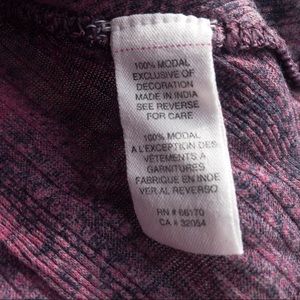 100% MODAL
EXCLUSIVE OF
DECORATION
MADE IN INDIA
SEE REVERSE
FOR CARE
100% MODAL
A L'EXCEPTION DES
VÊTEMENTS A
GARNITURES
FABRIQUE EN INDE
VER AL REVERSO
RN # 66170
CA # 32054